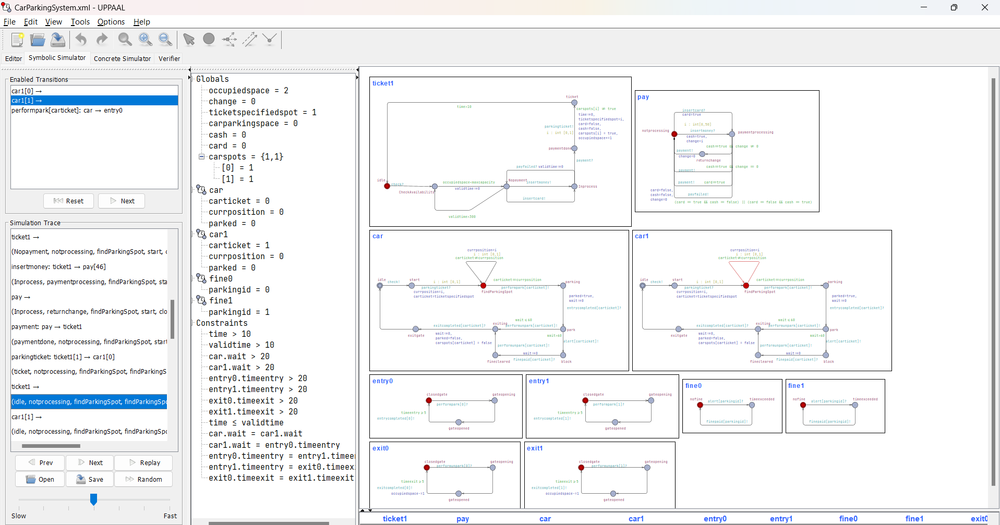 CarParkingSystem.xml - UPPAAL
File Edit View Tools Options Help
Editor Symbolic Simulator Concrete Simulator Verifier
Enabled Transitions
car1[0] →
car1[1] →
performpark[carticket]: car → entry0
Reset Next
Simulation Trace
ticket1 →
(Nopayment, notprocessing, findParkingSpot, start, c
insertmoney: ticket1 → pay[46]
(Inprocess, paymentprocessing, findParkingSpot, sta
pay →
(Inprocess, returnchange, findParkingSpot, start, clo
payment: pay → ticket1
(paymentdone, notprocessing, findParkingSpot, start
parkingticket: ticket1[1] → car1[0]
(ticket, notprocessing, findParkingSpot, findParkingS
ticket1 →
(idle, notprocessing, findParkingSpot, findParkingSpo
car1[1] →
(idle, notprocessing, findParkingSpot, findParkingSpo
Prev Next Replay
Open Save Random
Slow Fast
Globals
occupiedspace = 2
change = 0
ticketspecifiedspot = 1
carparkingspace = 0
cash = 0
card = 0
carspots = {1,1}
[0] = 1
[1] = 1
car
carticket = 0
currposition = 0
parked = 0
car1
carticket = 1
currposition = 0
parked = 0
fine0
parkingid = 0
fine1
parkingid = 1
Constraints
time > 10
validtime > 10
car.wait > 20
car1.wait > 20
entry0.timeentry > 20
entry1.timeentry > 20
exit0.timeexit > 20
exit1.timeexit > 20
time ≤ validtime
car.wait = car1.wait
car1.wait = entry0.timeentry
entry0.timeentry = entry1.timeen
entry1.timeentry = exit0.timeexi
exit0.timeexit = exit1.timeexit
ticket1
ticket
time>10
carspots[i] ≠ true
time:=0,
ticketspecifiedspot=i,
card=false,
cash=false,
carspots[i] = true,
occupiedspace+=1
parkingticket!
i : int [0,1]
paymentdone
payment?
payfailed? validtime:=0
idle
check?
CheckAvailability
occupiedspace<maxcapacity
validtime:=0
Nopayment
insertmoney!
Inprocess
insertcard!
validtime>300
pay
insertcard?
card=true
i : int[0,50]
notprocessing
insertmoney?
paymentprocessing
cash=true,
change=i
cash==true && change ≠ 0
payment!
change=0
returnchange
cash==true && change == 0
payment!
payment! card==true
card=false,
cash=false,
change=0
payfailed!
(card == true && cash == false) || (card == false && cash == true)
car
currposition=i
i : int [0,1]
carticket≠currposition
idle
check!
start
i : int [0,1]
parkingticket?
currposition=i,
carticket=ticketspecifiedspot
findParkingSpot
carticket==currposition
performpark[carticket]!
parking
parked=true,
wait:=0
entrycompleted[carticket]?
wait≤60
performunpark[carticket]!
exiting
exitcompleted[carticket]?
wait:=0,
parked=false,
carspots[carticket] = false
exitgate
park
wait>60
alert[carticket]!
performunpark[carticket]!
wait:=0
finecleared
finepaid[carticket]?
block
car1
currposition=i
i : int [0,1]
carticket≠currposition
idle
check!
start
i : int [0,1]
parkingticket?
currposition=i,
carticket=ticketspecifiedspot
findParkingSpot
carticket==currposition
performpark[carticket]!
parking
parked=true,
wait:=0
entrycompleted[carticket]?
wait≤60
performunpark[carticket]!
exiting
exitcompleted[carticket]?
wait:=0,
parked=false,
carspots[carticket] = false
exitgate
park
wait>60
alert[carticket]!
performunpark[carticket]!
wait:=0
finecleared
finepaid[carticket]?
block
entry0
closedgate gateopening
performpark[0]?
timeentry≥5
entrycompleted[0]!
gateopened
entry1
closedgate gateopening
performpark[1]?
timeentry≥5
entrycompleted[1]!
gateopened
fine0
nofine timeexceeded
alert[parkingid]?
finepaid[parkingid]!
fine1
nofine timeexceeded
alert[parkingid]?
finepaid[parkingid]!
exit0
closedgate gateopening
performunpark[0]?
timeexit≥5
exitcompleted[0]!
occupiedspace-=1
gateopened
exit1
closedgate gateopening
performunpark[1]?
timeexit≥5
exitcompleted[1]!
occupiedspace-=1
gateopened
ticket1 pay car car1 entry0 entry1 fine0 fine1 exit0